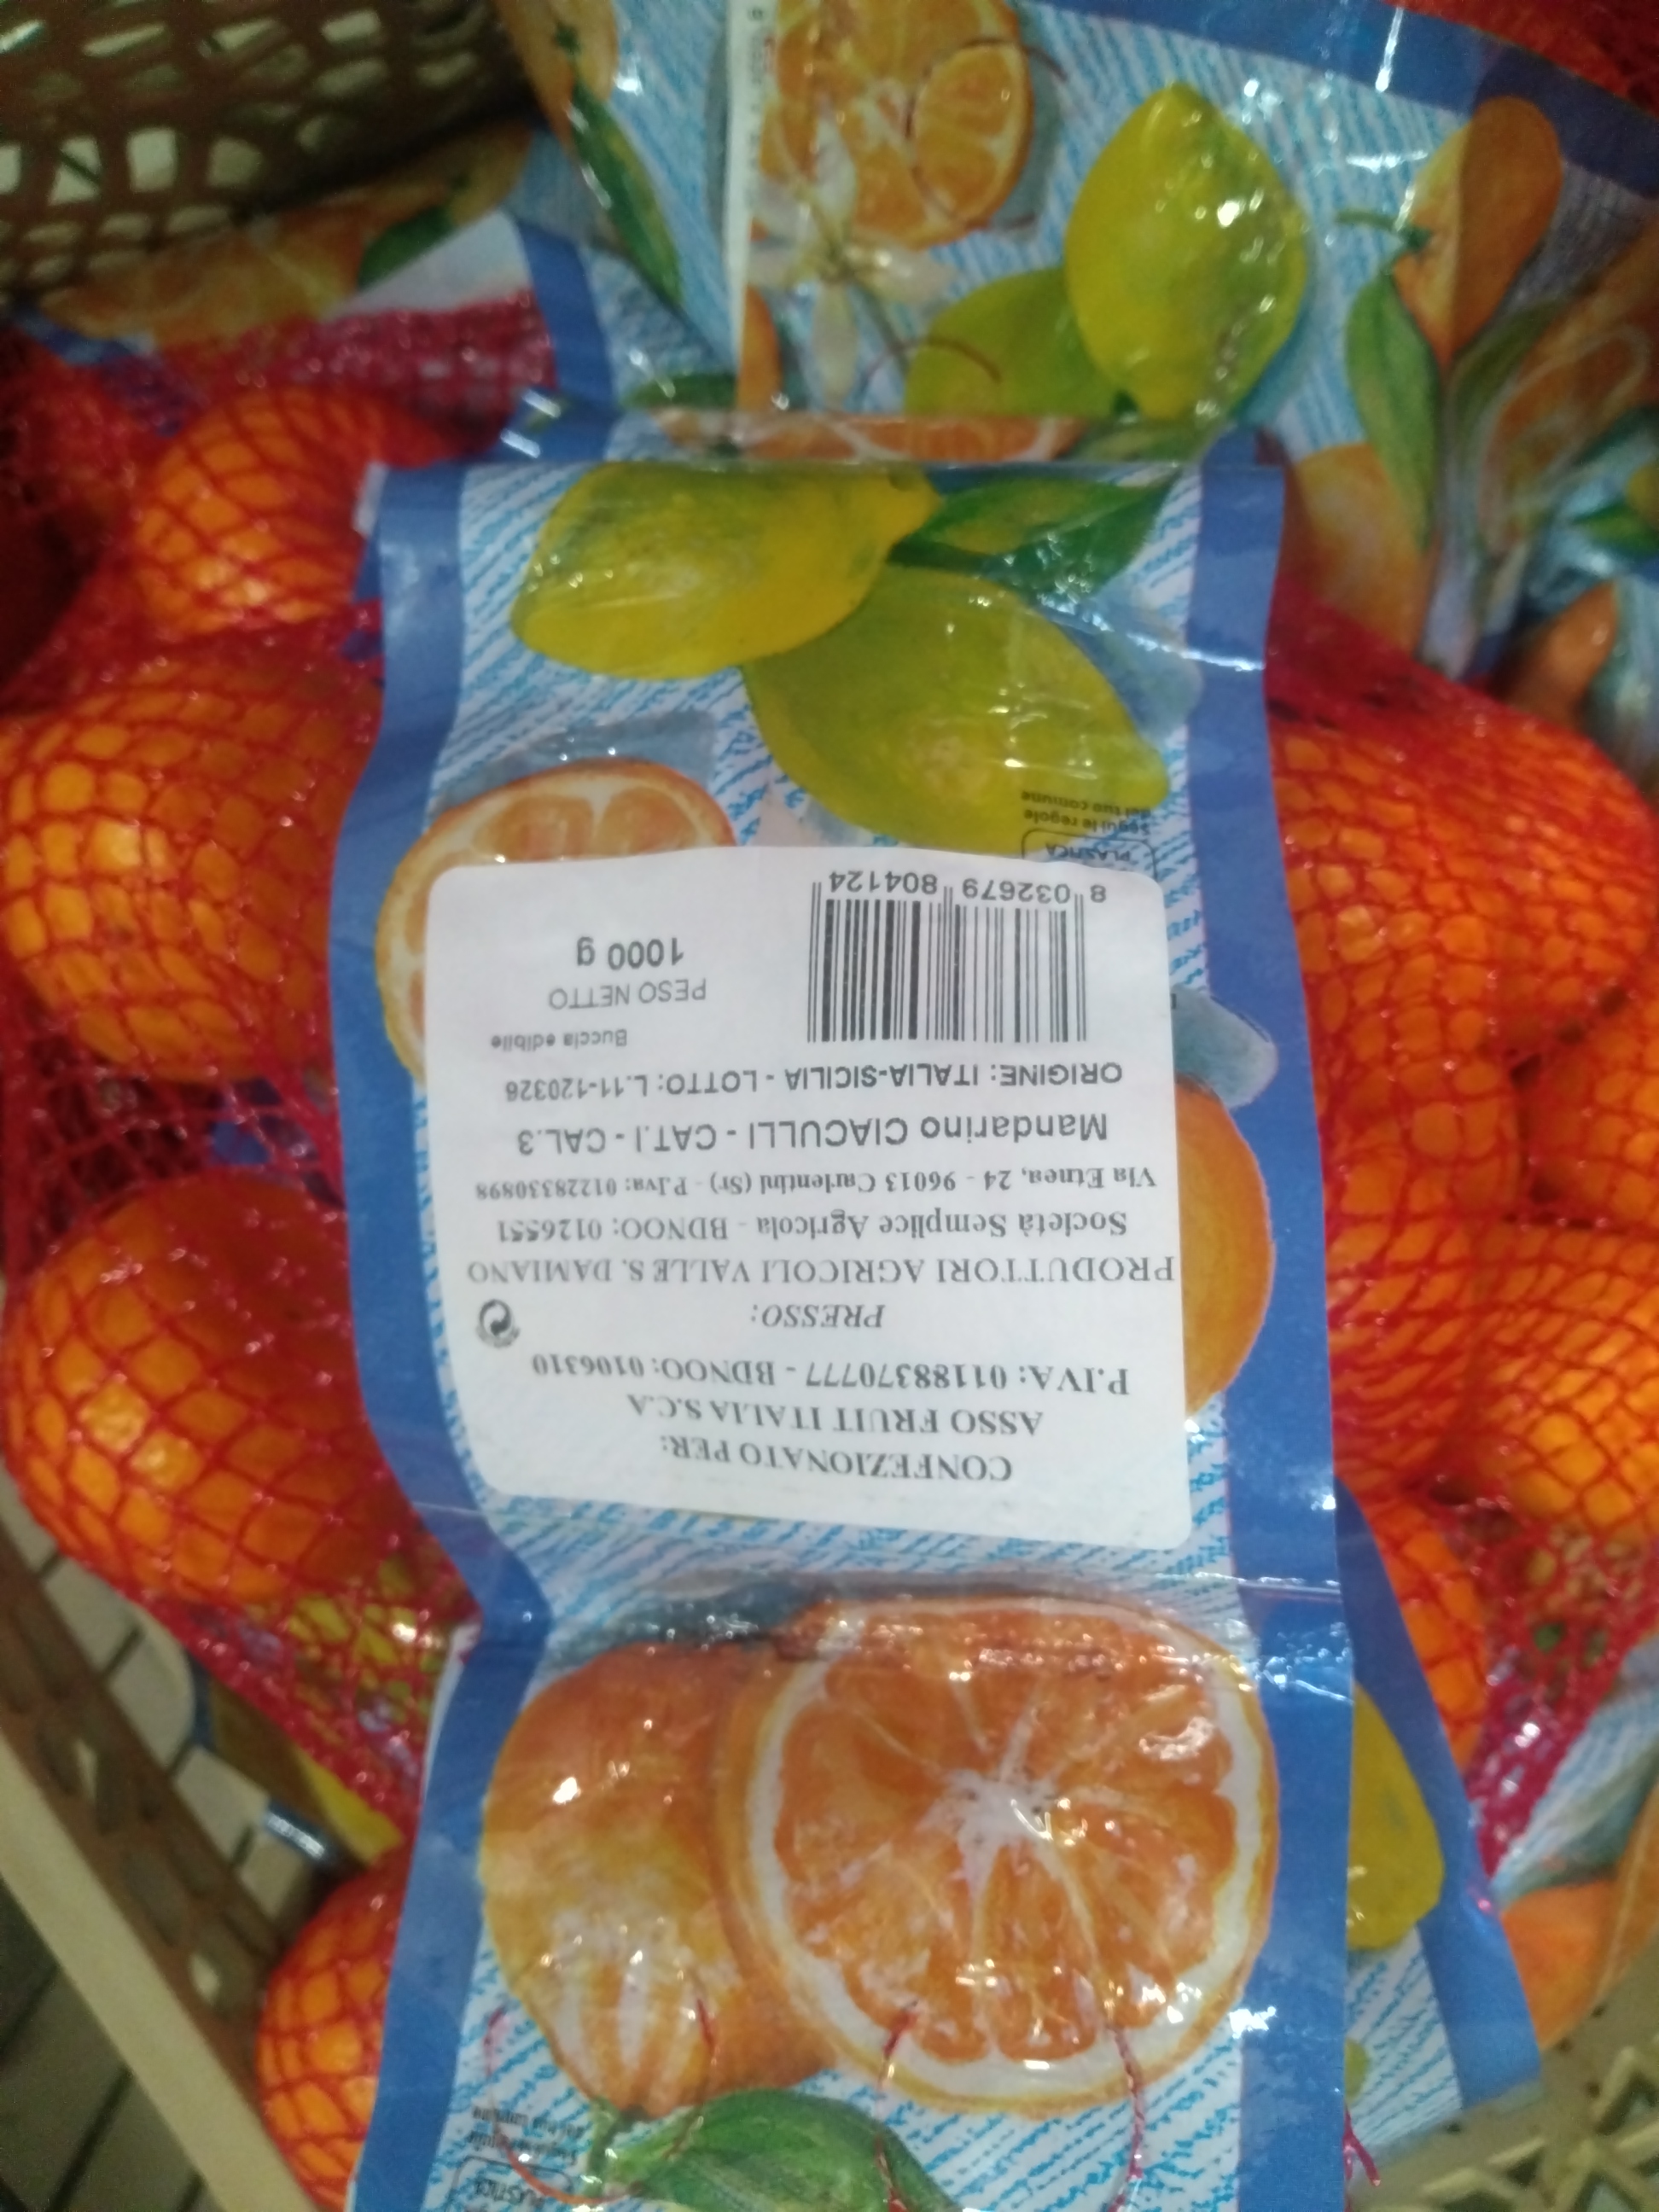 CONFEZIONATO PER:
ASSO FRUIT ITALIA S.C.A
P.IVA: 01188370777 - BDNOO: 0106310
PRESSO:
PRODUTTORI AGRICOLI VALLE S. DAMIANO
Società Semplice Agricola - BDNOO: 0126551
Via Etnea, 24 - 96013 Carlentini (Sr) - P.Iva: 01228330898
Mandarino CIACULLI - CAT.I - CAL.3
ORIGINE: ITALIA-SICILIA - LOTTO: L.11-120326
Buccia edibile
PESO NETTO
1000 g
8 032679 804124
PLASTICA
Segui le regole
del tuo comune